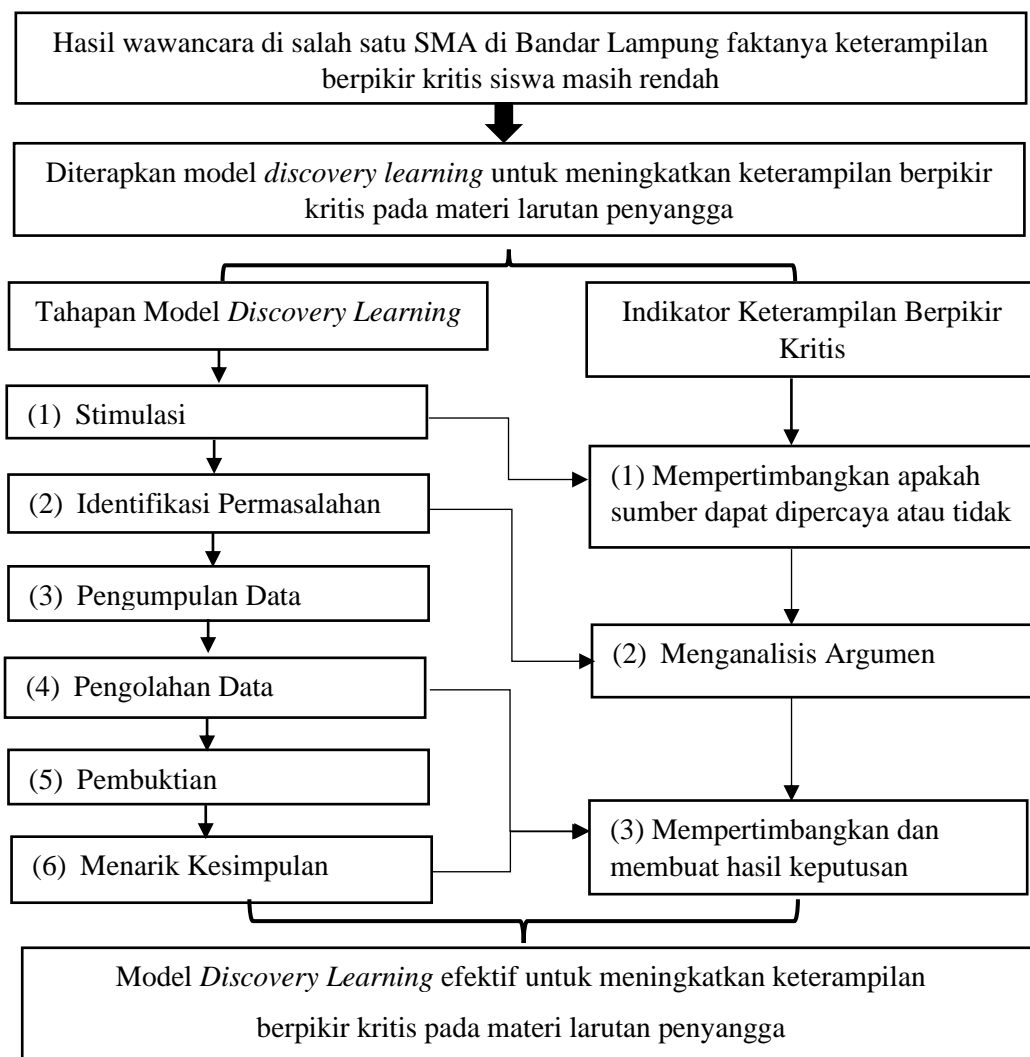 Hasil wawancara di salah satu SMA di Bandar Lampung faktanya keterampilan
berpikir kritis siswa masih rendah
Diterapkan model discovery learning untuk meningkatkan keterampilan berpikir
kritis pada materi larutan penyangga
Tahapan Model Discovery Learning
(1) Stimulasi
(2) Identifikasi Permasalahan
(3) Pengumpulan Data
(4) Pengolahan Data
(5) Pembuktian
(6) Menarik Kesimpulan
Indikator Keterampilan Berpikir
Kritis
(1) Mempertimbangkan apakah
sumber dapat dipercaya atau tidak
(2) Menganalisis Argumen
(3) Mempertimbangkan dan
membuat hasil keputusan
Model Discovery Learning efektif untuk meningkatkan keterampilan
berpikir kritis pada materi larutan penyangga